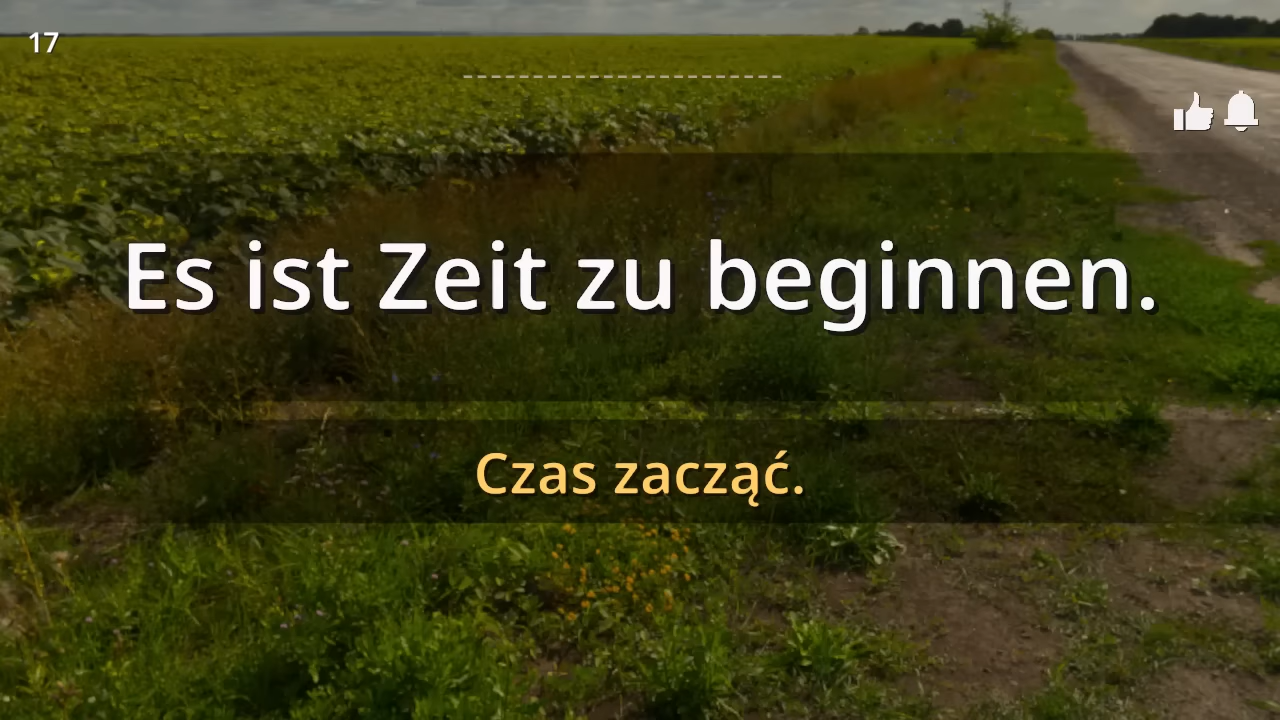 17
--------------------
Es ist Zeit zu beginnen.
Czas zacząć.